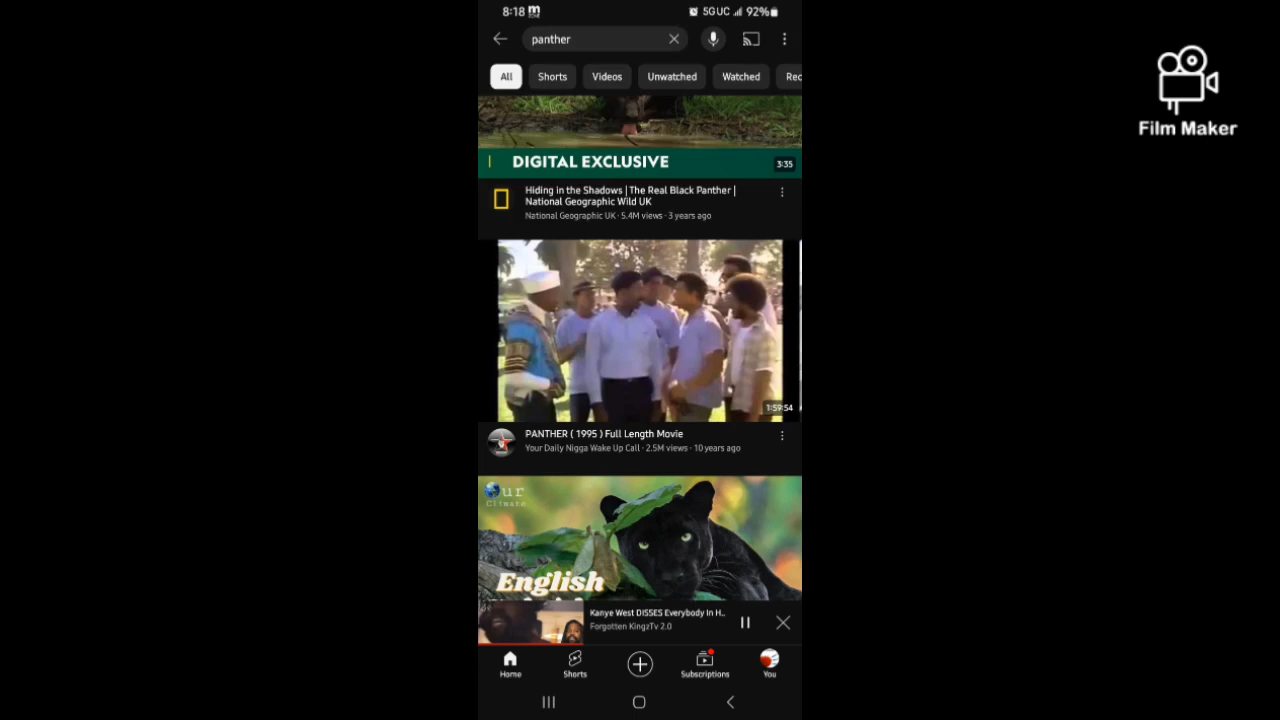 8:18 m
5GUC 92%
panther
All Shorts Videos Unwatched Watched Rec
DIGITAL EXCLUSIVE
3:35
Hiding in the Shadows | The Real Black Panther |
National Geographic Wild UK
National Geographic UK · 5.4M views · 3 years ago
1:59:54
PANTHER ( 1995 ) Full Length Movie
Your Daily Nigga Wake Up Call · 2.5M views · 10 years ago
Our
Climate
English
Kanye West DISSES Everybody In H..
Forgotten KingzTv 2.0
Home Shorts Subscriptions You
Film Maker